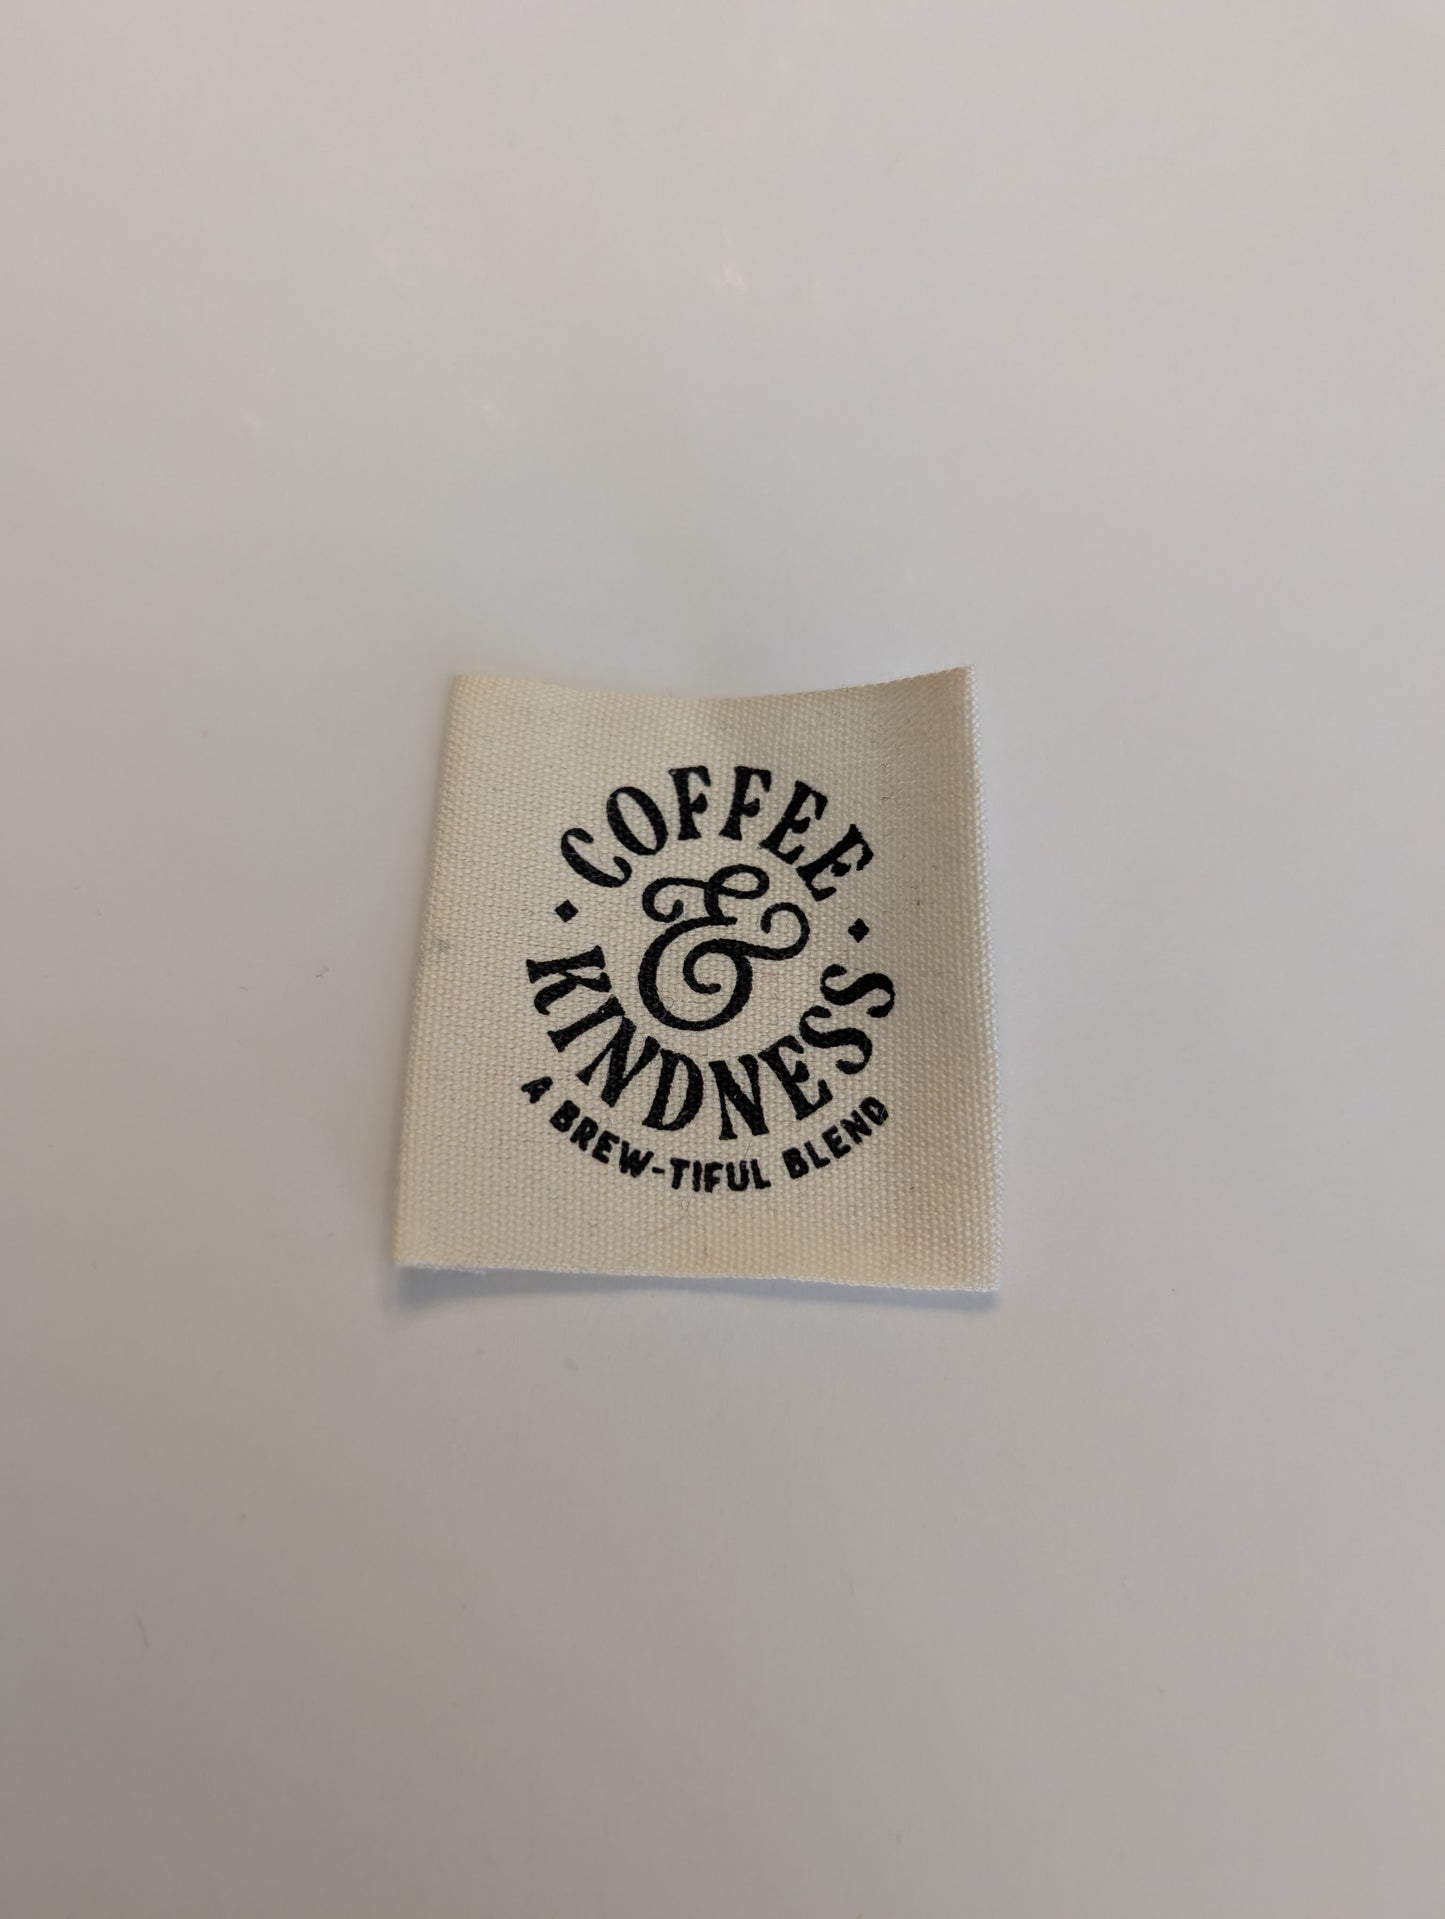 COFFEE
&
KINDNESS
A BREW-TIFUL BLEND